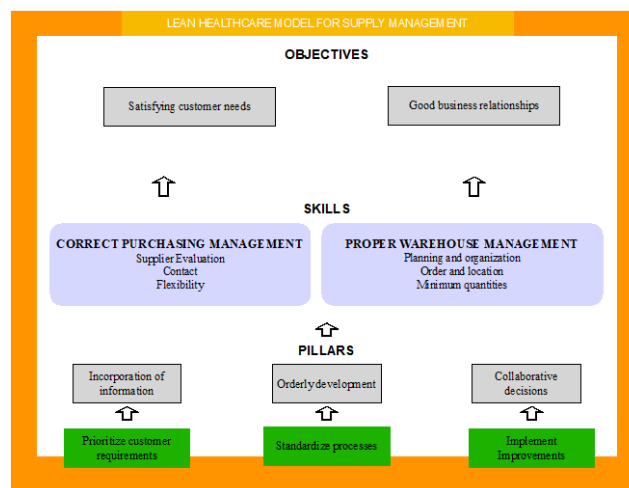 LEAN HEALTHCARE MODEL FOR SUPPLY MANAGEMENT
OBJECTIVES
Satisfying customer needs
Good business relationships
SKILLS
CORRECT PURCHASING MANAGEMENT
Supplier Evaluation
Contact
Flexibility
PROPER WAREHOUSE MANAGEMENT
Planning and organization
Order and location
Minimum quantities
PILLARS
Incorporation of
information
Orderly development
Collaborative
decisions
Prioritize customer
requirements
Standardize processes
Implement
Improvements